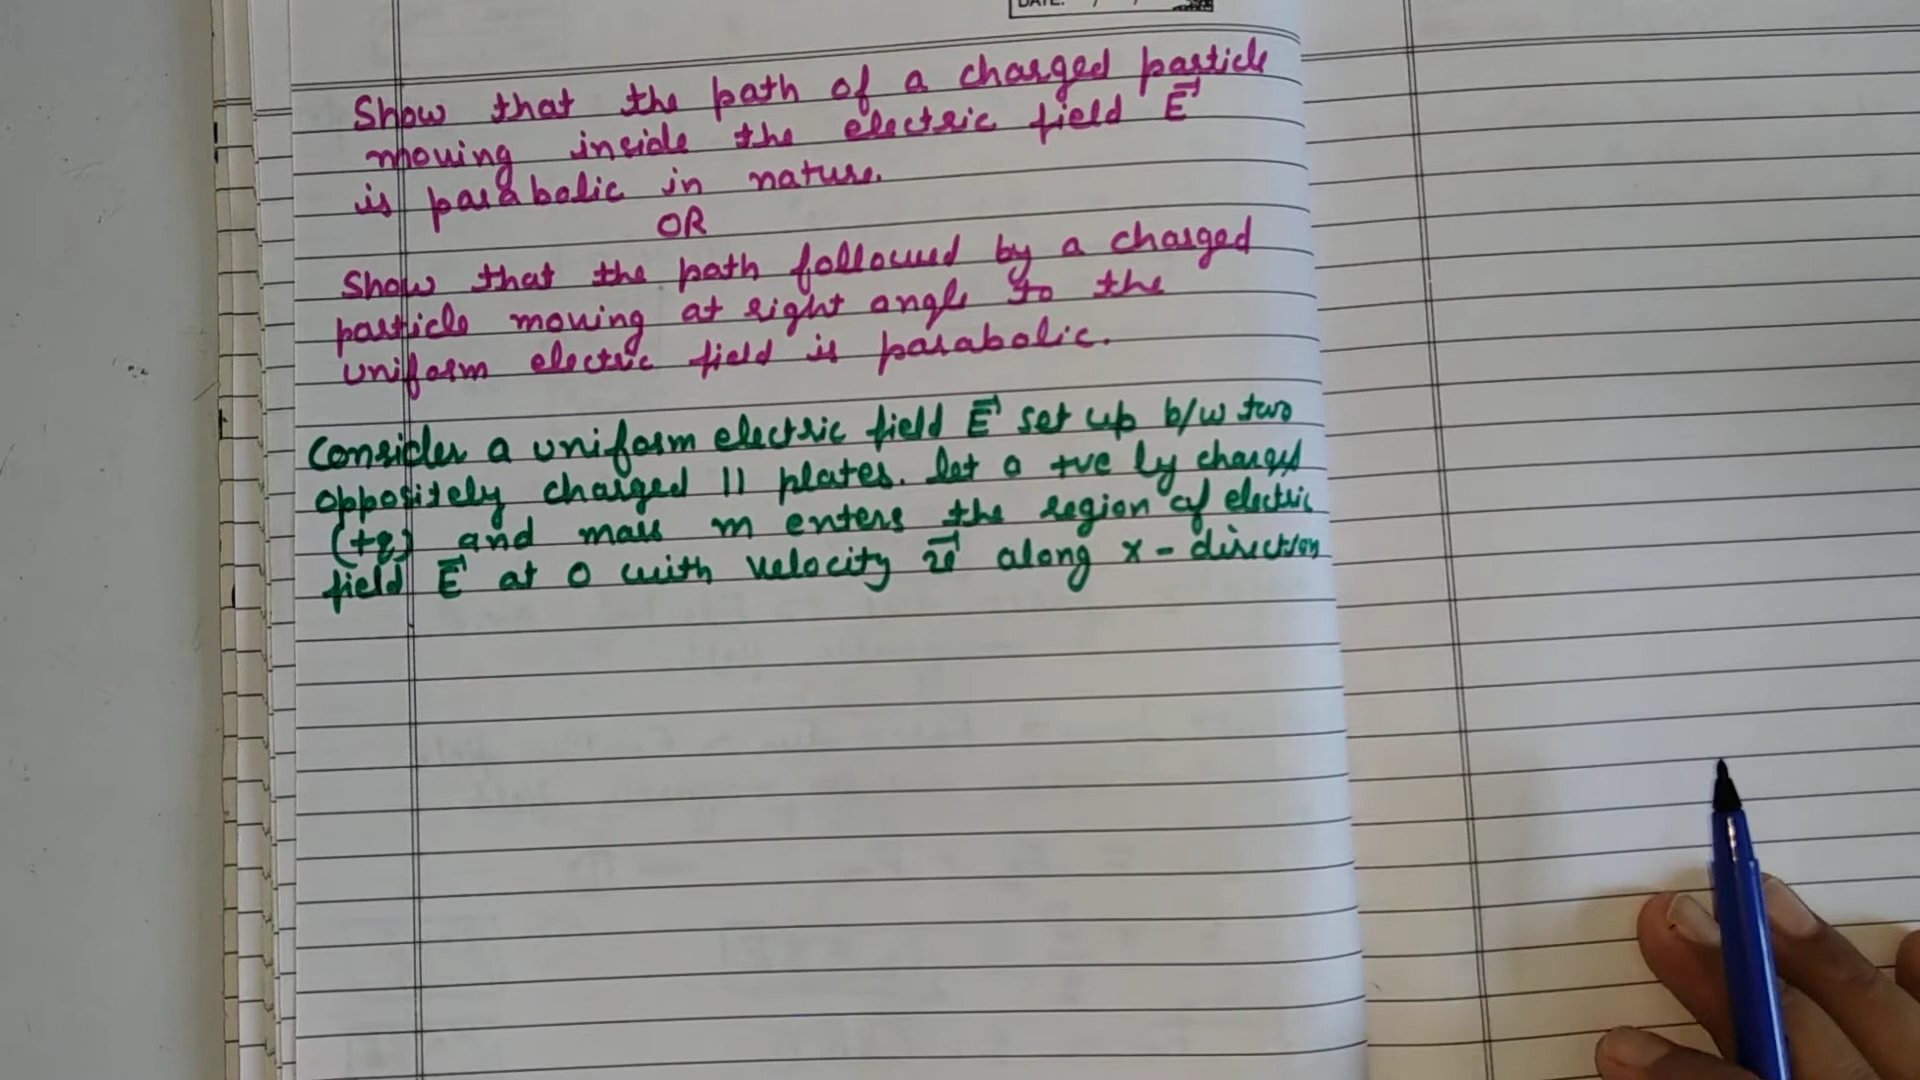 DATE: / /
Show that the path of a charged particle
moving inside the electric field E⃗
is parabolic in nature.
OR
Show that the path followed by a charged
particle moving at right angle to the
uniform electric field is parabolic.
Consider a uniform electric field E⃗ set up b/w two
oppositely charged || plates. let a +ve ly charged
(+q) and mass m enters the region of electric
field E⃗ at O with velocity v⃗ along x - direction